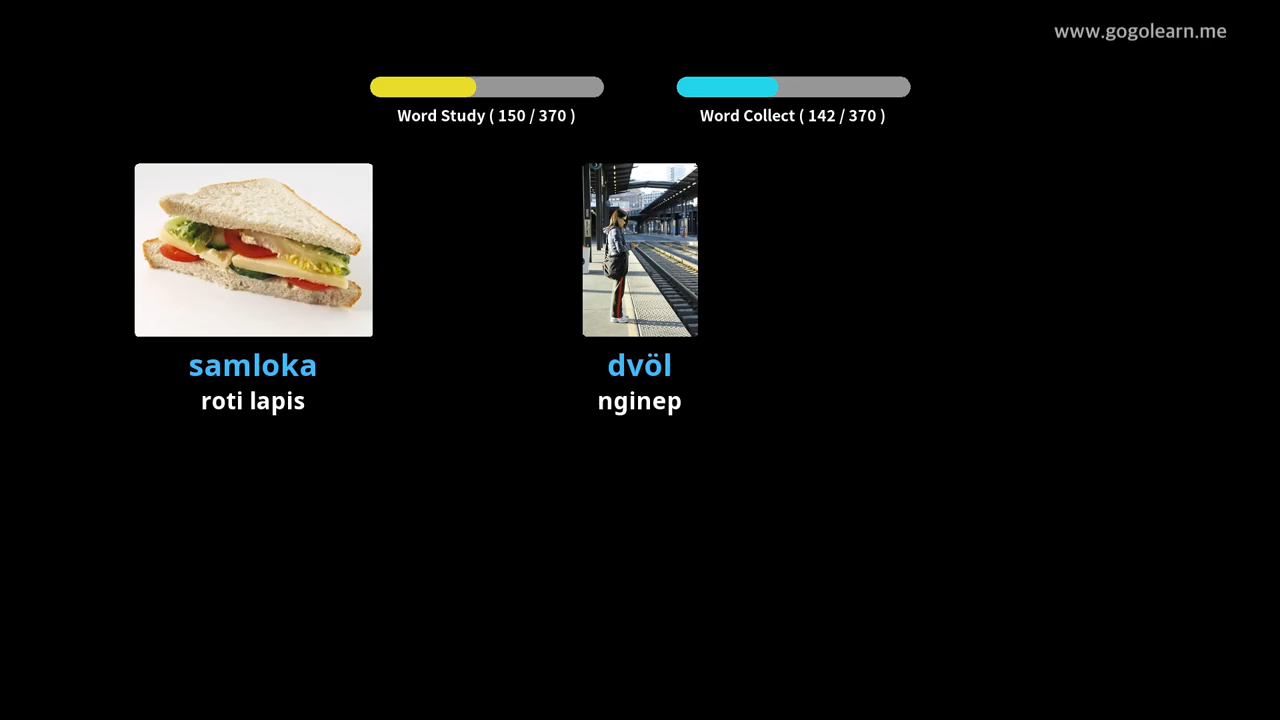 www.gogolearn.me
Word Study ( 150 / 370 )
Word Collect ( 142 / 370 )
samloka
roti lapis
dvöl
nginep